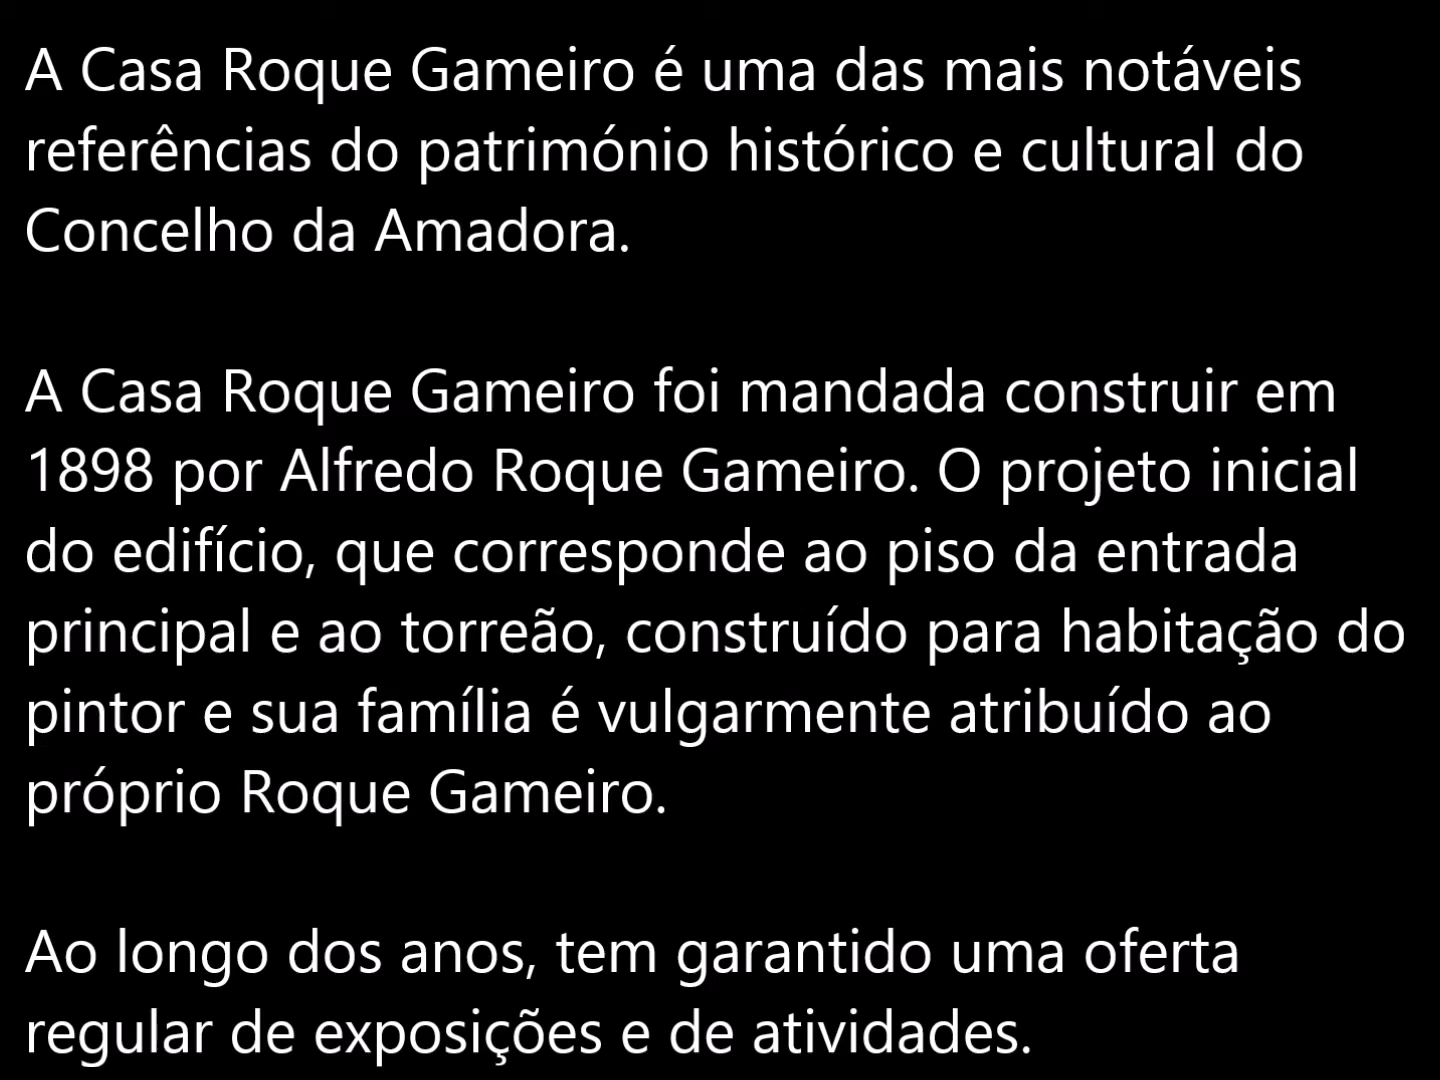 A Casa Roque Gameiro é uma das mais notáveis
referências do património histórico e cultural do
Concelho da Amadora.
A Casa Roque Gameiro foi mandada construir em
1898 por Alfredo Roque Gameiro. O projeto inicial
do edifício, que corresponde ao piso da entrada
principal e ao torreão, construído para habitação do
pintor e sua família é vulgarmente atribuído ao
próprio Roque Gameiro.
Ao longo dos anos, tem garantido uma oferta
regular de exposições e de atividades.